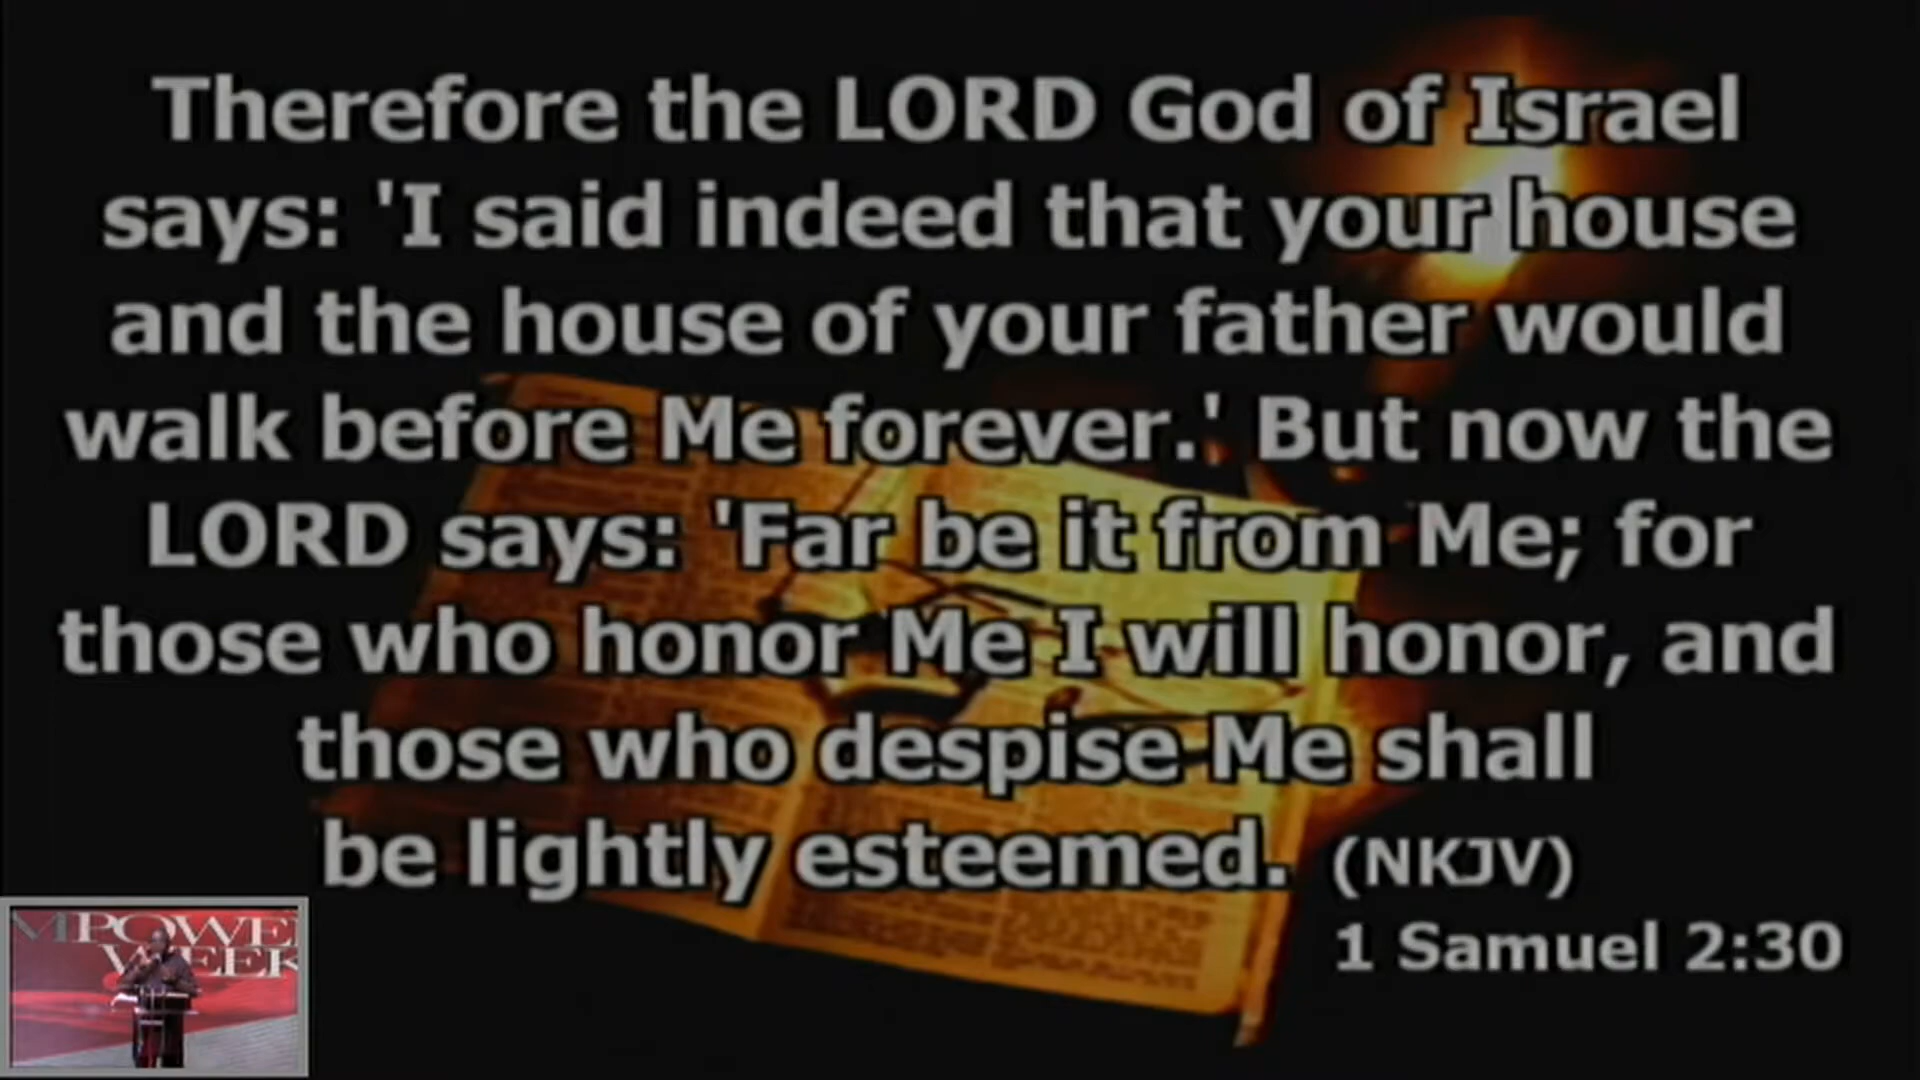 Therefore the LORD God of Israel
says: 'I said indeed that your house
and the house of your father would
walk before Me forever.' But now the
LORD says: 'Far be it from Me; for
those who honor Me I will honor, and
those who despise Me shall
be lightly esteemed. (NKJV)
1 Samuel 2:30
MPOWE
WEEK